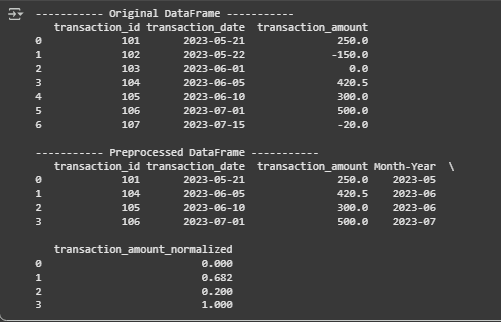 ----------- Original DataFrame -----------
   transaction_id transaction_date  transaction_amount
0             101       2023-05-21               250.0
1             102       2023-05-22              -150.0
2             103       2023-06-01                 0.0
3             104       2023-06-05               420.5
4             105       2023-06-10               300.0
5             106       2023-07-01               500.0
6             107       2023-07-15               -20.0
----------- Preprocessed DataFrame -----------
   transaction_id transaction_date  transaction_amount Month-Year  \
0             101       2023-05-21               250.0    2023-05
1             104       2023-06-05               420.5    2023-06
2             105       2023-06-10               300.0    2023-06
3             106       2023-07-01               500.0    2023-07
   transaction_amount_normalized
0                          0.000
1                          0.682
2                          0.200
3                          1.000